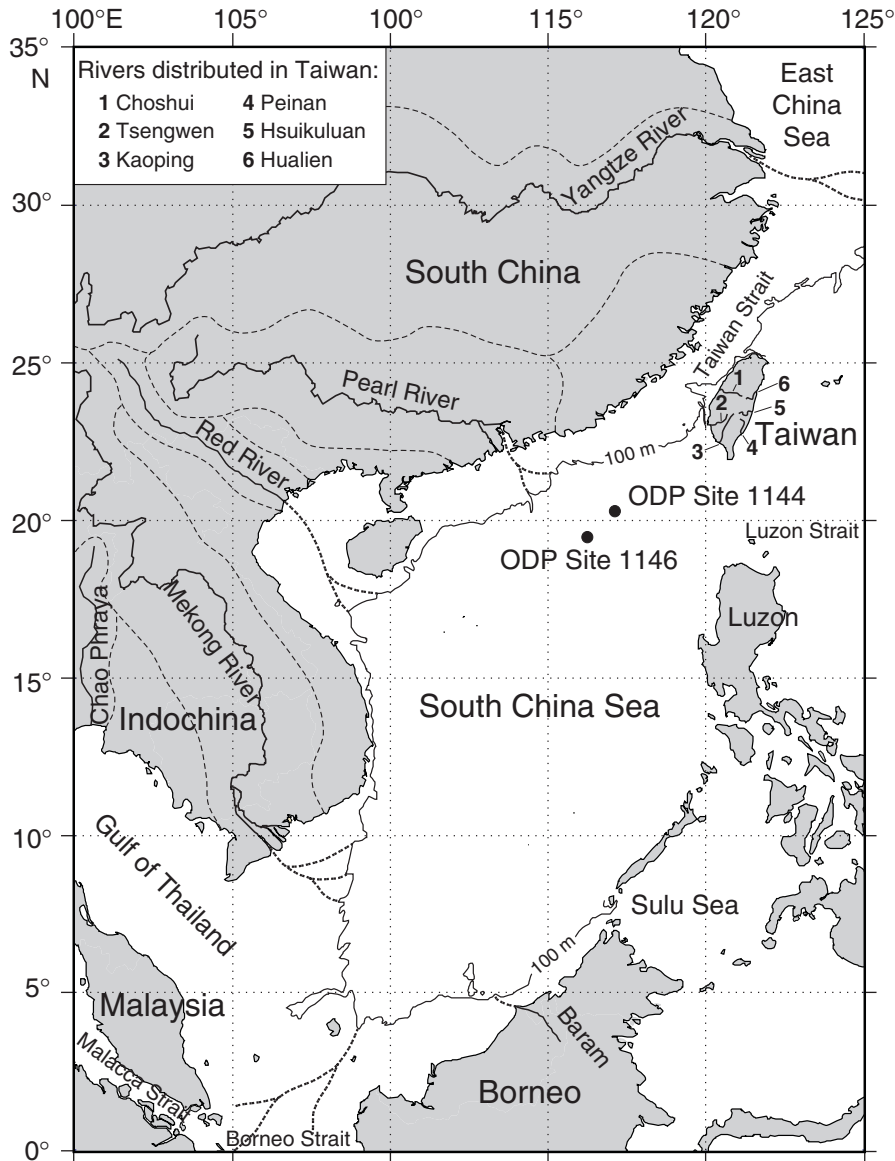 100°E 105° 110° 115° 120° 125°
35°
N
30°
25°
20°
15°
10°
5°
0°
Rivers distributed in Taiwan:
1 Choshui 4 Peinan
2 Tsengwen 5 Hsuikuluan
3 Kaoping 6 Hualien
East
China
Sea
Yangtze River
South China
Taiwan Strait
Pearl River
Red River
1
2
3
4
5
6
Taiwan
100 m
ODP Site 1144
Luzon Strait
ODP Site 1146
Chao Phraya
Mekong River
Luzon
South China Sea
Indochina
Gulf of Thailand
Sulu Sea
100 m
Malaysia
Baram
Malacca Strait
Borneo
Borneo Strait